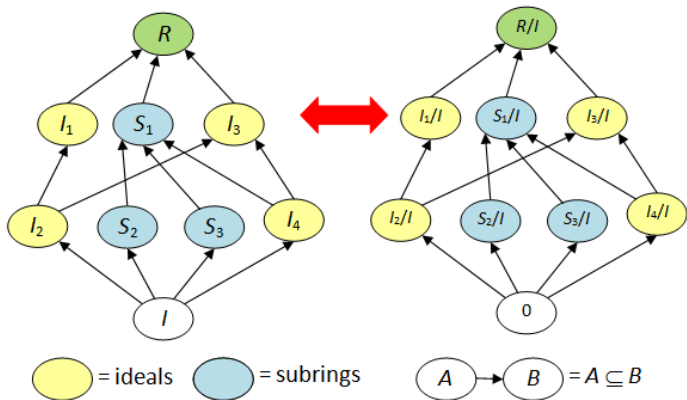 R R/I
I₁ S₁ I₃ I₁/I S₁/I I₃/I
I₂ S₂ S₃ I₄ I₂/I S₂/I S₃/I I₄/I
I 0
= ideals = subrings A B = A ⊆ B